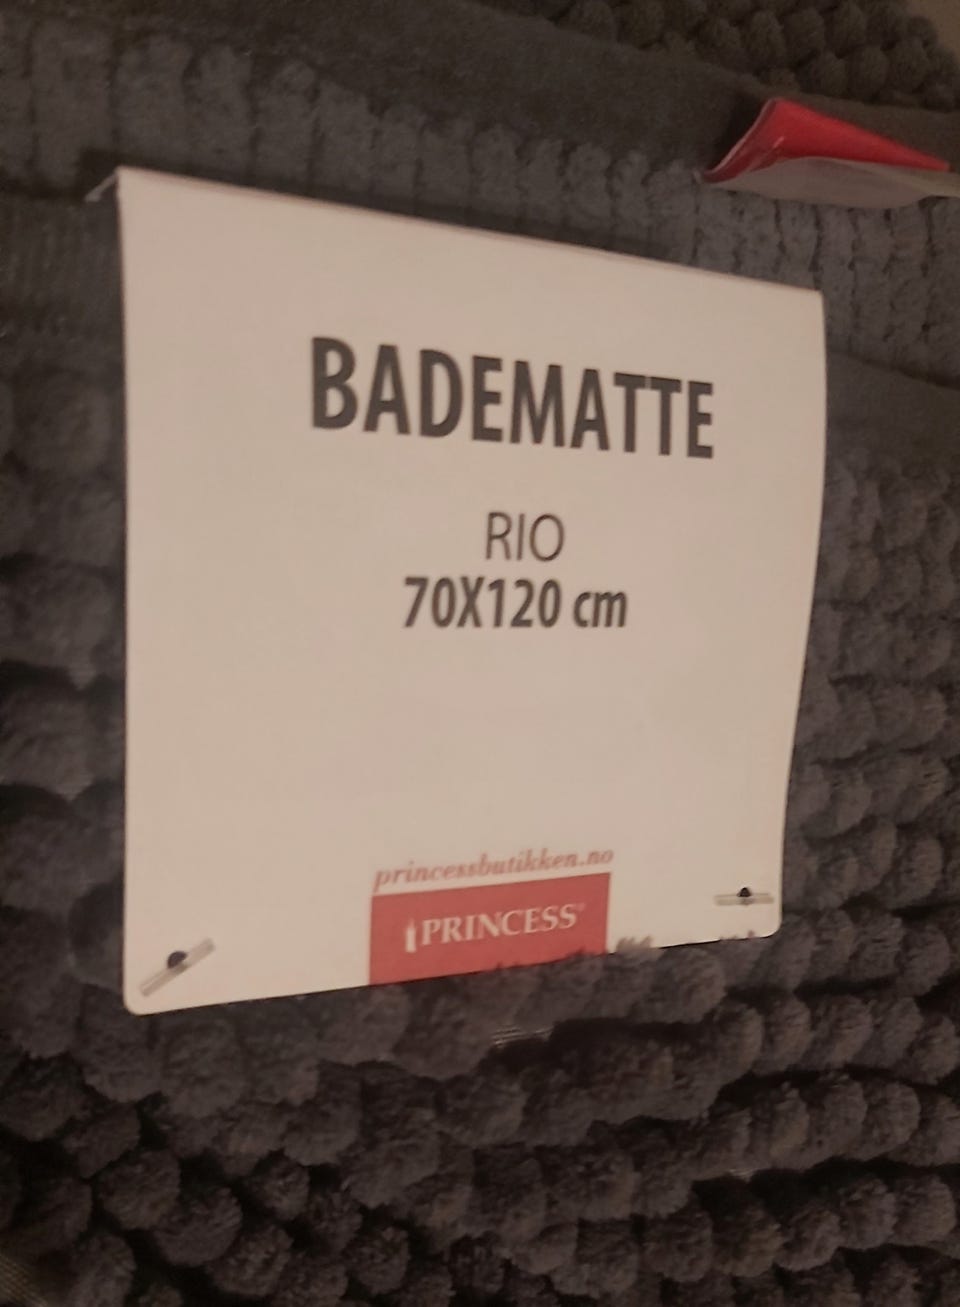 BADEMATTE
RIO
70X120 cm
princessbutikken.no
PRINCESS®